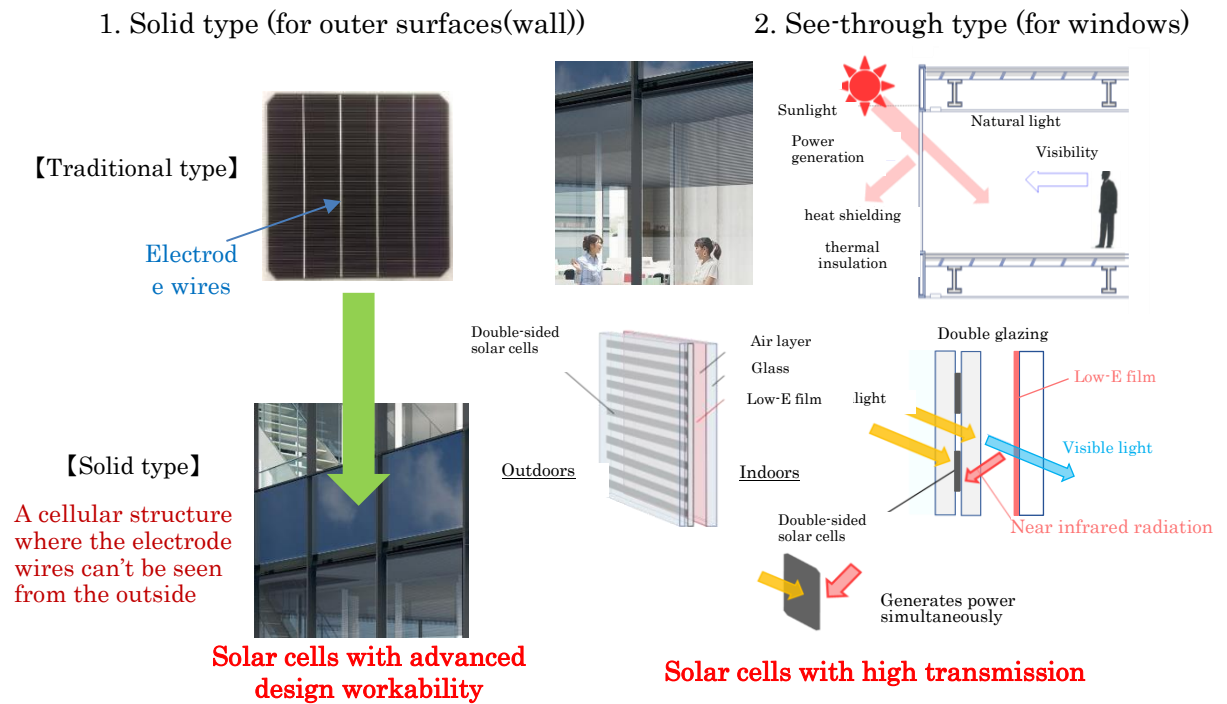 1. Solid type (for outer surfaces(wall))
【Traditional type】
Electrod
e wires
【Solid type】
A cellular structure
where the electrode
wires can't be seen
from the outside
Solar cells with advanced
design workability
2. See-through type (for windows)
Sunlight
Power
generation
Natural light
Visibility
heat shielding
thermal
insulation
Double-sided
solar cells
Air layer
Glass
Low-E film
Outdoors
Indoors
Double glazing
light
Low-E film
Visible light
Near infrared radiation
Double-sided
solar cells
Generates power
simultaneously
Solar cells with high transmission